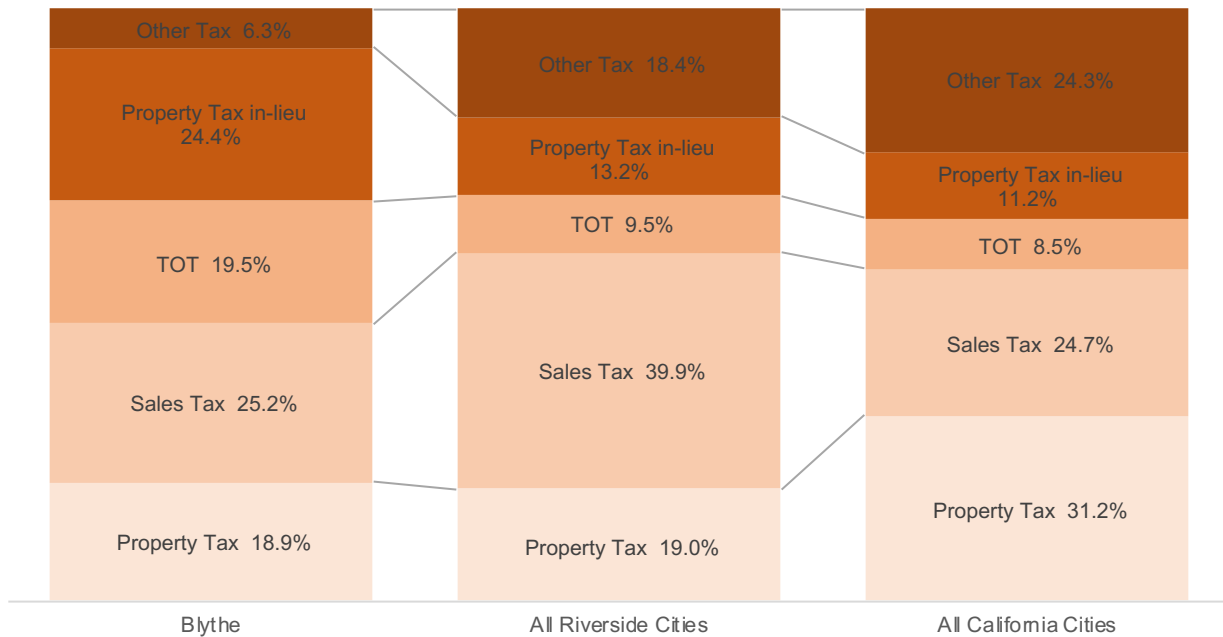 Other Tax 6.3%
Property Tax in-lieu
24.4%
TOT 19.5%
Sales Tax 25.2%
Property Tax 18.9%
Other Tax 18.4%
Property Tax in-lieu
13.2%
TOT 9.5%
Sales Tax 39.9%
Property Tax 19.0%
Other Tax 24.3%
Property Tax in-lieu
11.2%
TOT 8.5%
Sales Tax 24.7%
Property Tax 31.2%
Blythe
All Riverside Cities
All California Cities